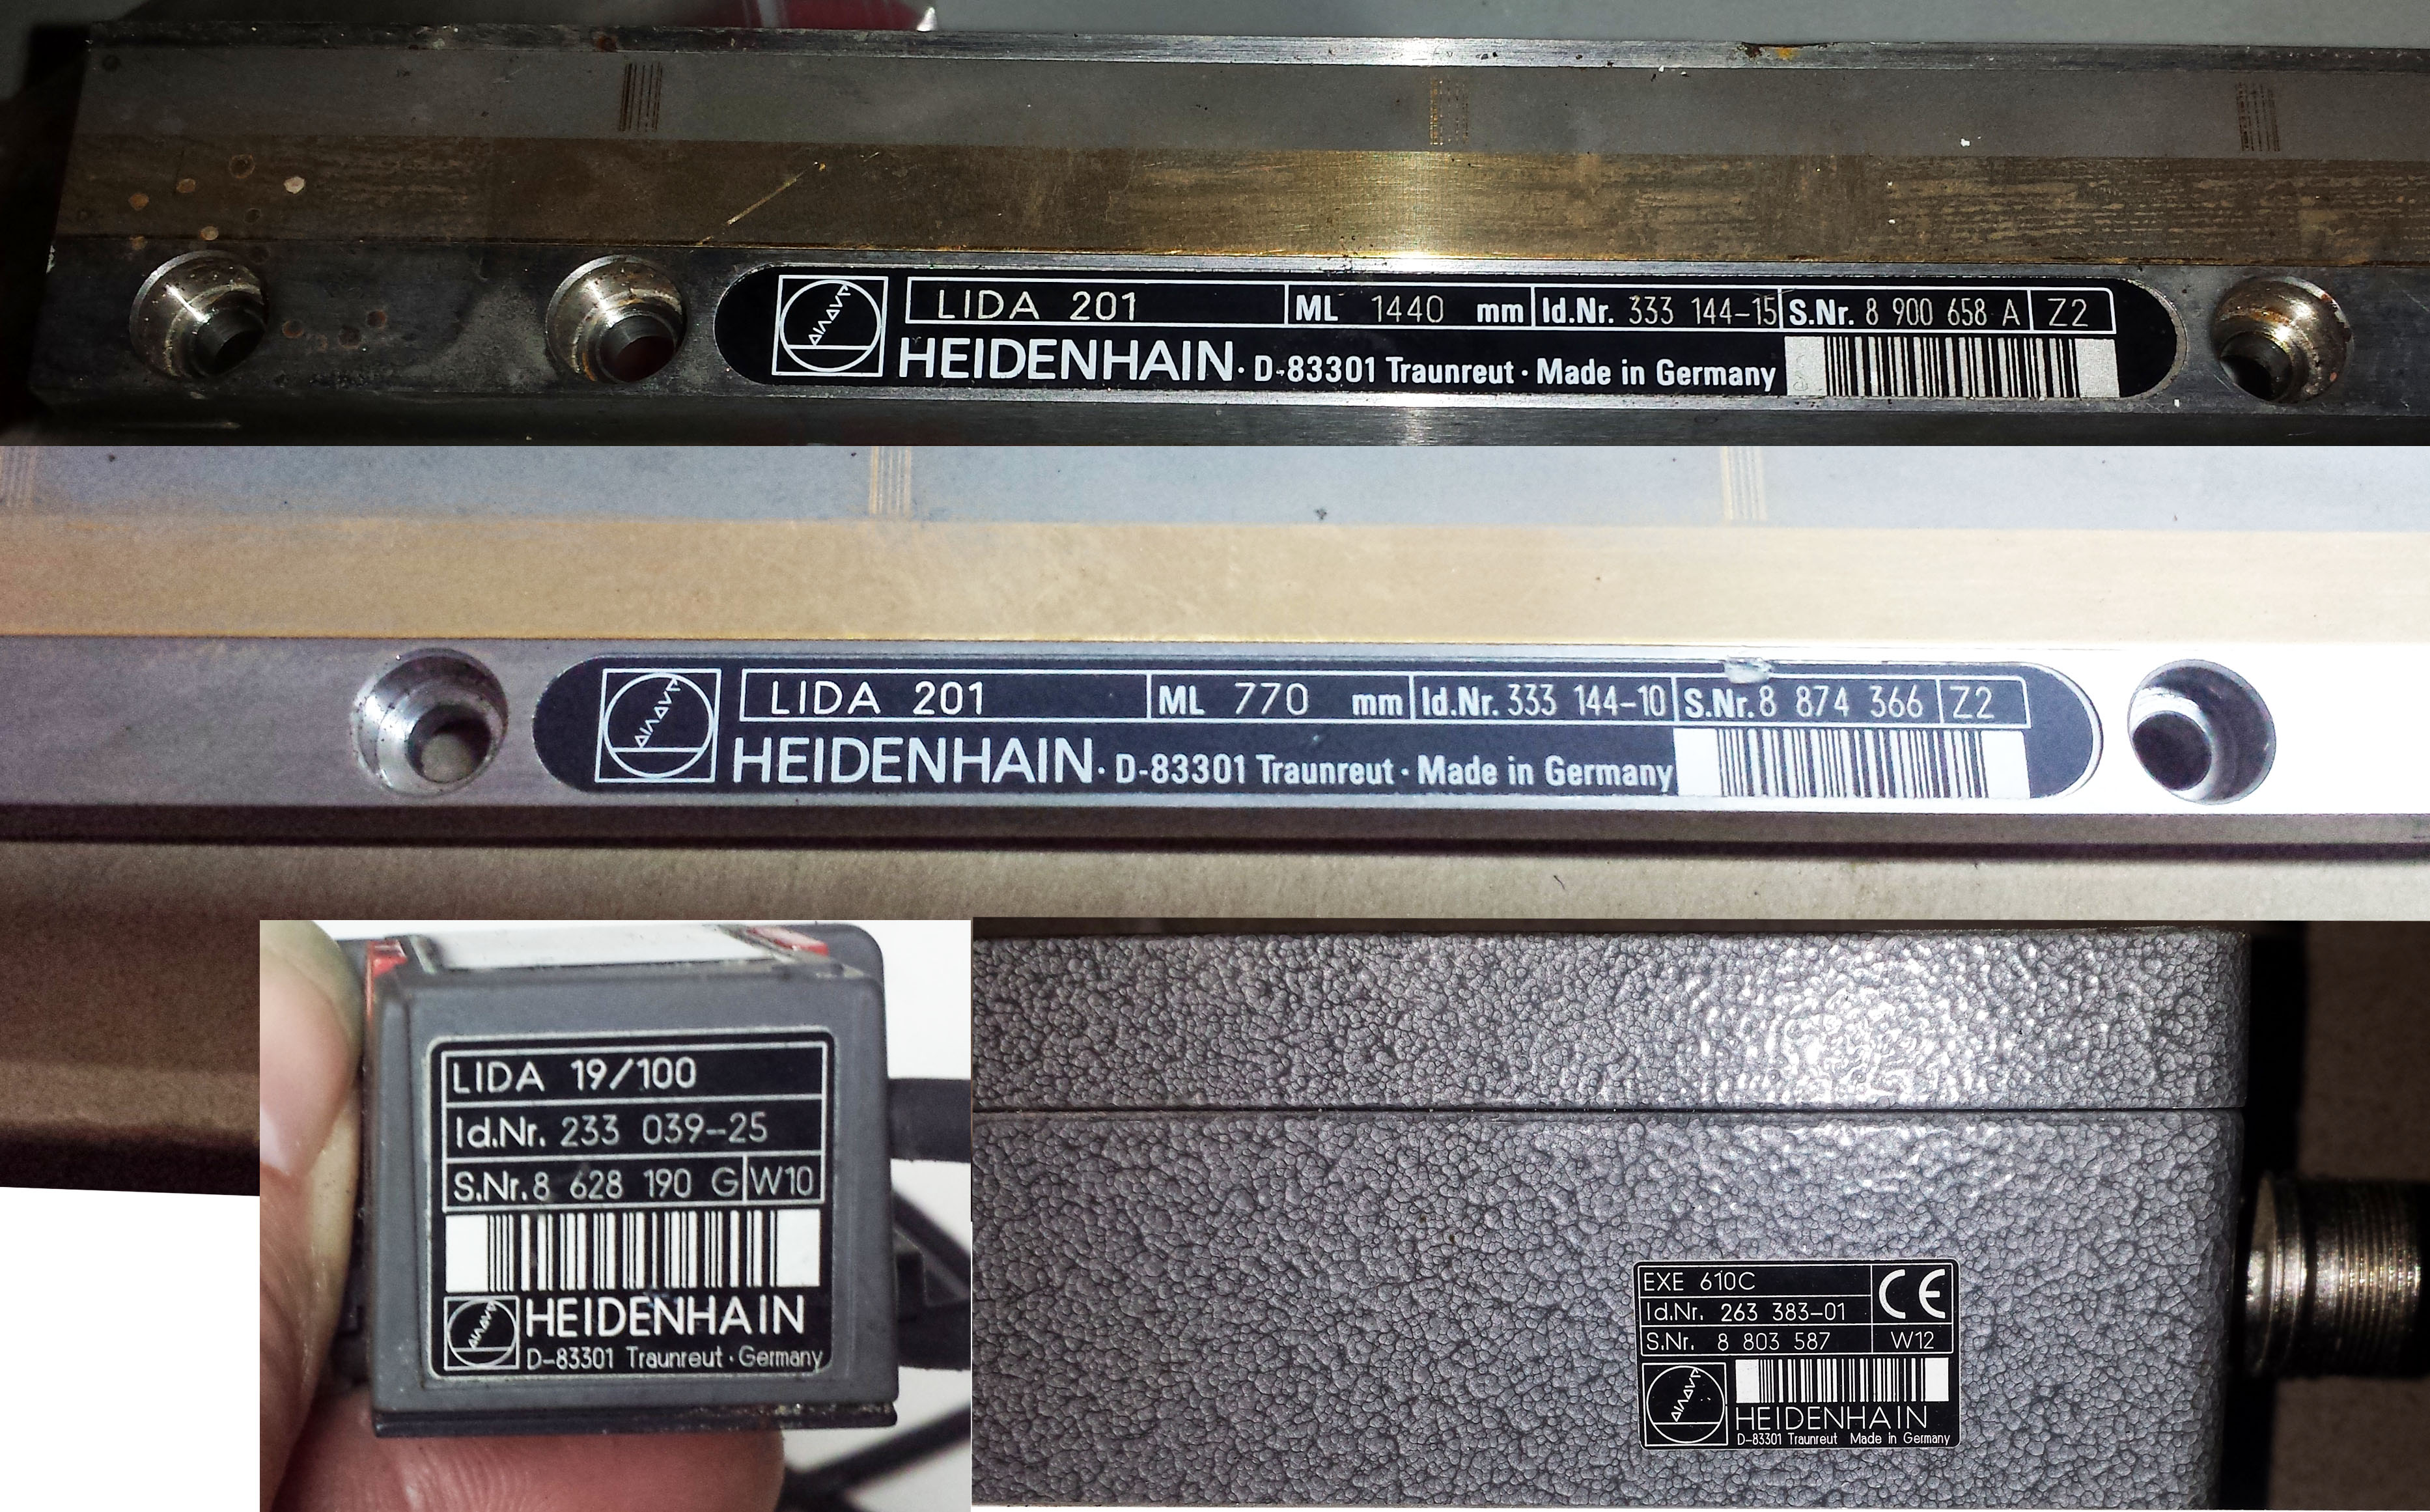 LIDA 201 ML 1440 mm Id.Nr. 333 144-15 S.Nr. 8 900 658 A Z2
HEIDENHAIN · D-83301 Traunreut · Made in Germany
LIDA 201 ML 770 mm Id.Nr. 333 144-10 S.Nr. 8 874 366 Z2
HEIDENHAIN · D-83301 Traunreut · Made in Germany
LIDA 19/100
Id.Nr. 233 039-25
S.Nr. 8 628 190 G W10
HEIDENHAIN
D-83301 Traunreut · Germany
EXE 610C CE
Id.Nr. 263 383-01
S.Nr. 8 803 587 W12
HEIDENHAIN
D-83301 Traunreut Made in Germany